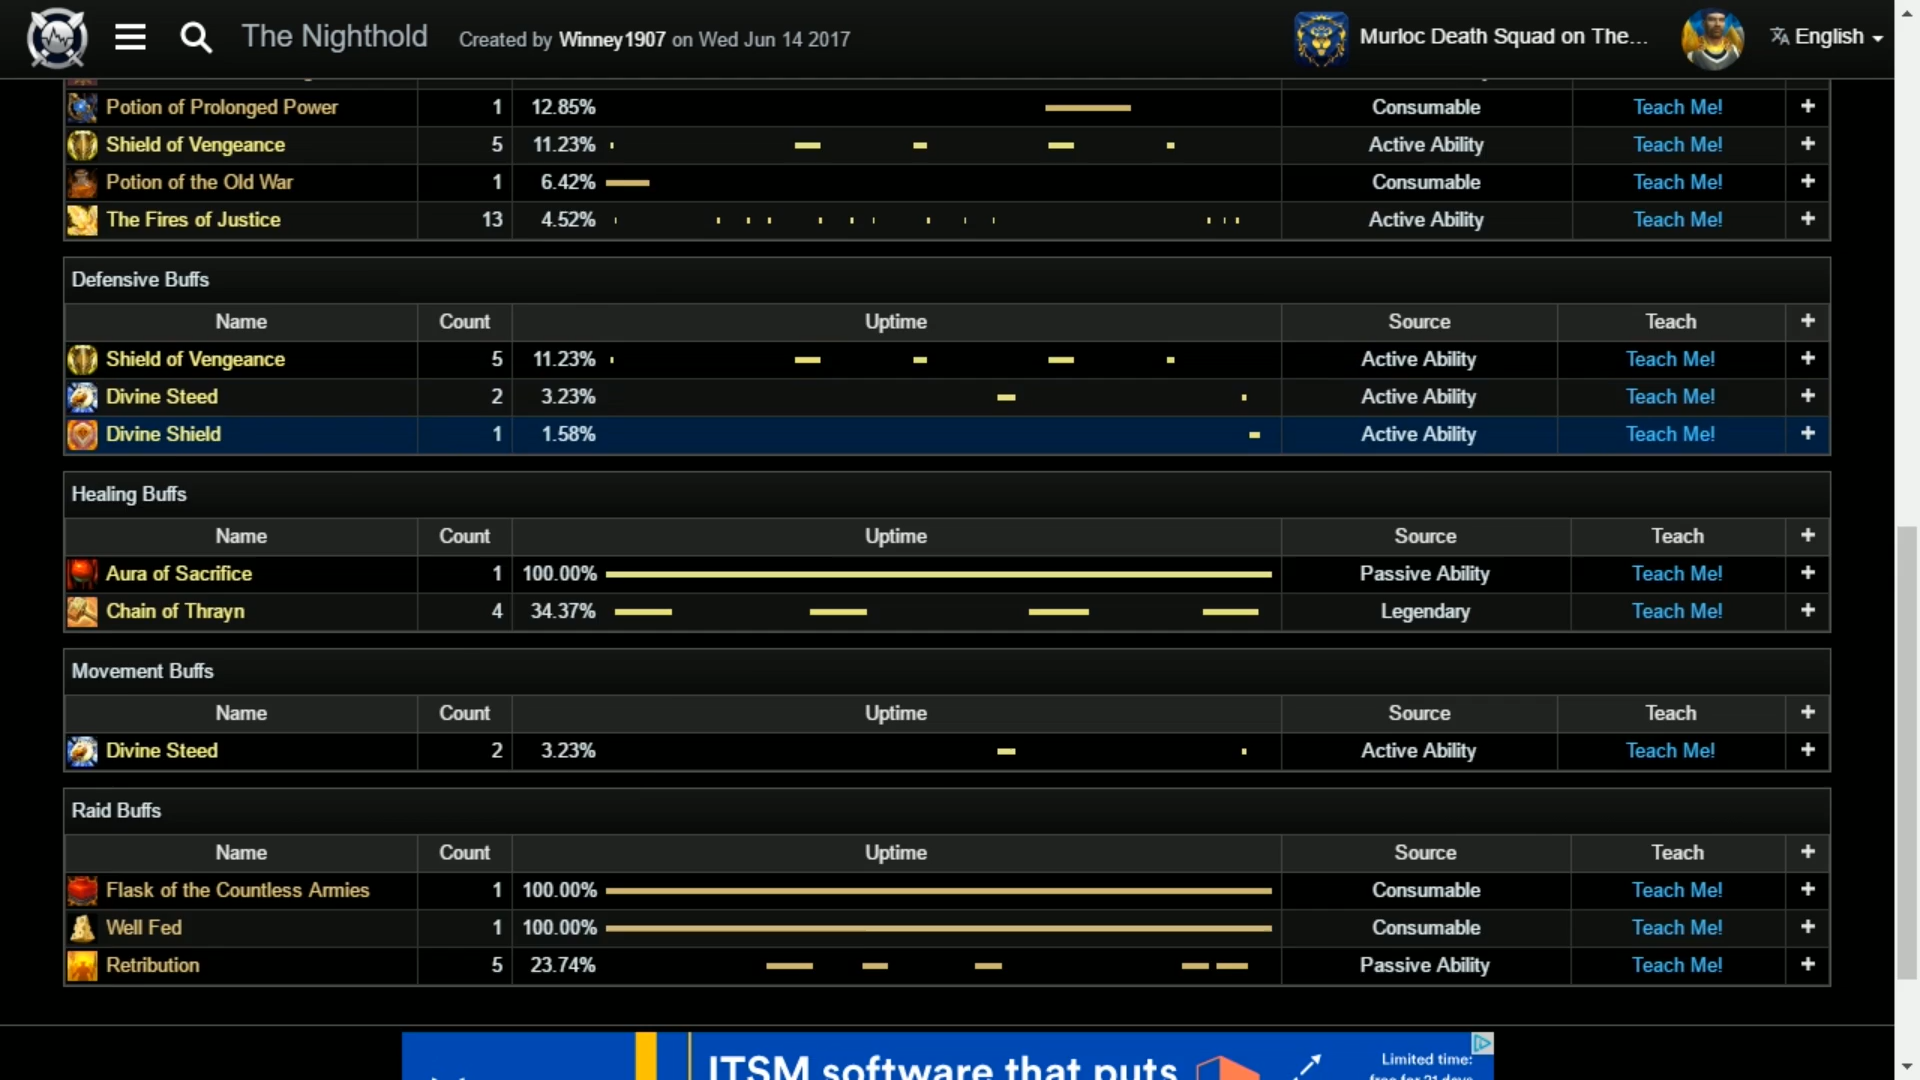 The Nighthold Created by Winney1907 on Wed Jun 14 2017 Murloc Death Squad on The... English
Potion of Prolonged Power 1 12.85% Consumable Teach Me! +
Shield of Vengeance 5 11.23% Active Ability Teach Me! +
Potion of the Old War 1 6.42% Consumable Teach Me! +
The Fires of Justice 13 4.52% Active Ability Teach Me! +
Defensive Buffs
Name Count Uptime Source Teach +
Shield of Vengeance 5 11.23% Active Ability Teach Me! +
Divine Steed 2 3.23% Active Ability Teach Me! +
Divine Shield 1 1.58% Active Ability Teach Me! +
Healing Buffs
Name Count Uptime Source Teach +
Aura of Sacrifice 1 100.00% Passive Ability Teach Me! +
Chain of Thrayn 4 34.37% Legendary Teach Me! +
Movement Buffs
Name Count Uptime Source Teach +
Divine Steed 2 3.23% Active Ability Teach Me! +
Raid Buffs
Name Count Uptime Source Teach +
Flask of the Countless Armies 1 100.00% Consumable Teach Me! +
Well Fed 1 100.00% Consumable Teach Me! +
Retribution 5 23.74% Passive Ability Teach Me! +
ITSM software that puts
Limited time:
free for 21 days